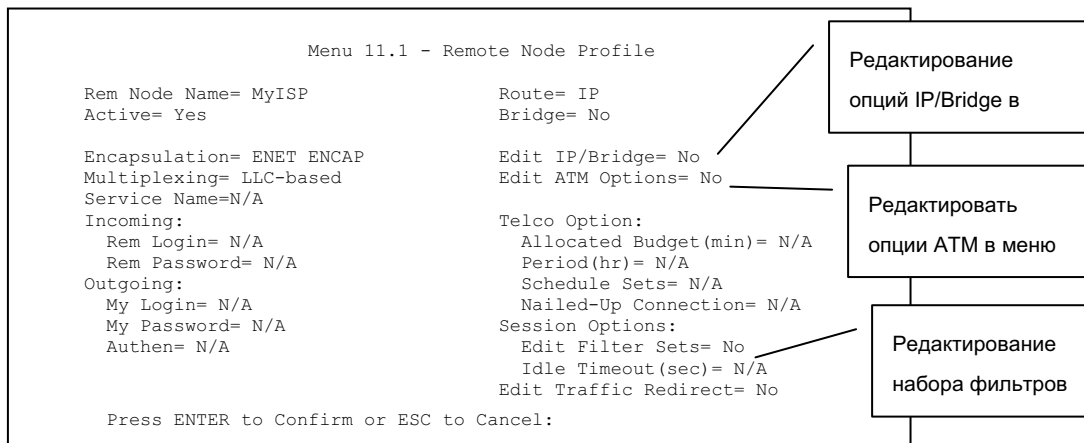 Menu 11.1 - Remote Node Profile
Rem Node Name= MyISP Route= IP
Active= Yes Bridge= No
Encapsulation= ENET ENCAP Edit IP/Bridge= No
Multiplexing= LLC-based Edit ATM Options= No
Service Name=N/A
Incoming: Telco Option:
Rem Login= N/A Allocated Budget(min)= N/A
Rem Password= N/A Period(hr)= N/A
Outgoing: Schedule Sets= N/A
My Login= N/A Nailed-Up Connection= N/A
My Password= N/A Session Options:
Authen= N/A Edit Filter Sets= No
Idle Timeout(sec)= N/A
Edit Traffic Redirect= No
Press ENTER to Confirm or ESC to Cancel:
Редактирование
опций IP/Bridge в
Редактировать
опции ATM в меню
Редактирование
набора фильтров